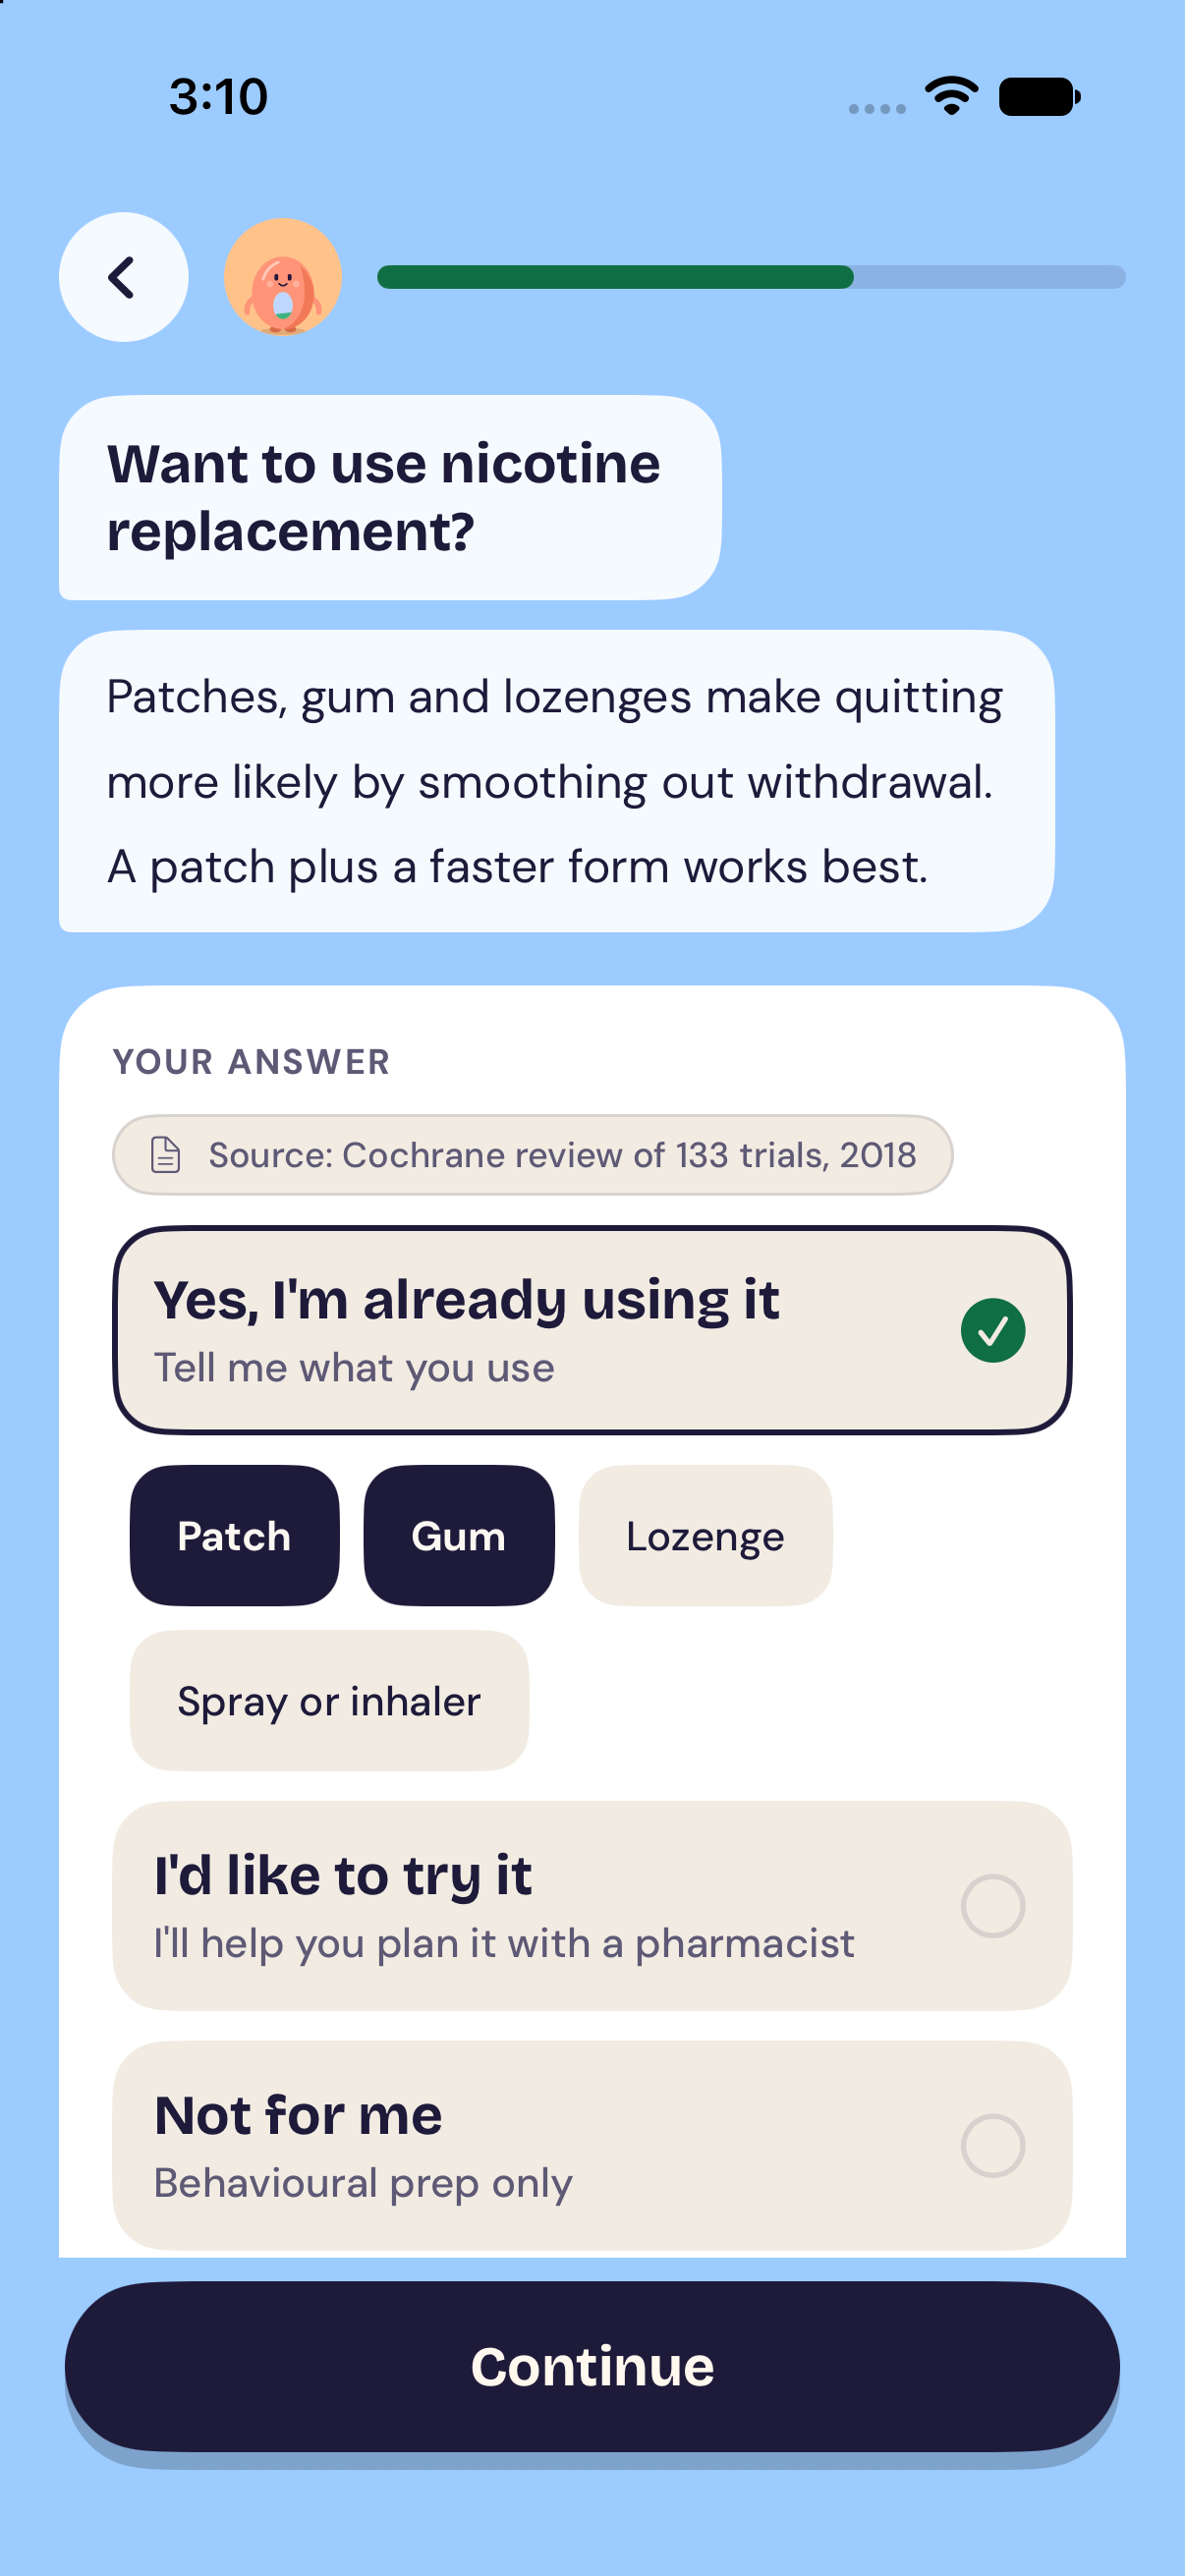 3:10
Want to use nicotine
replacement?
Patches, gum and lozenges make quitting
more likely by smoothing out withdrawal.
A patch plus a faster form works best.
YOUR ANSWER
Source: Cochrane review of 133 trials, 2018
Yes, I'm already using it
Tell me what you use
Patch Gum Lozenge
Spray or inhaler
I'd like to try it
I'll help you plan it with a pharmacist
Not for me
Behavioural prep only
Continue